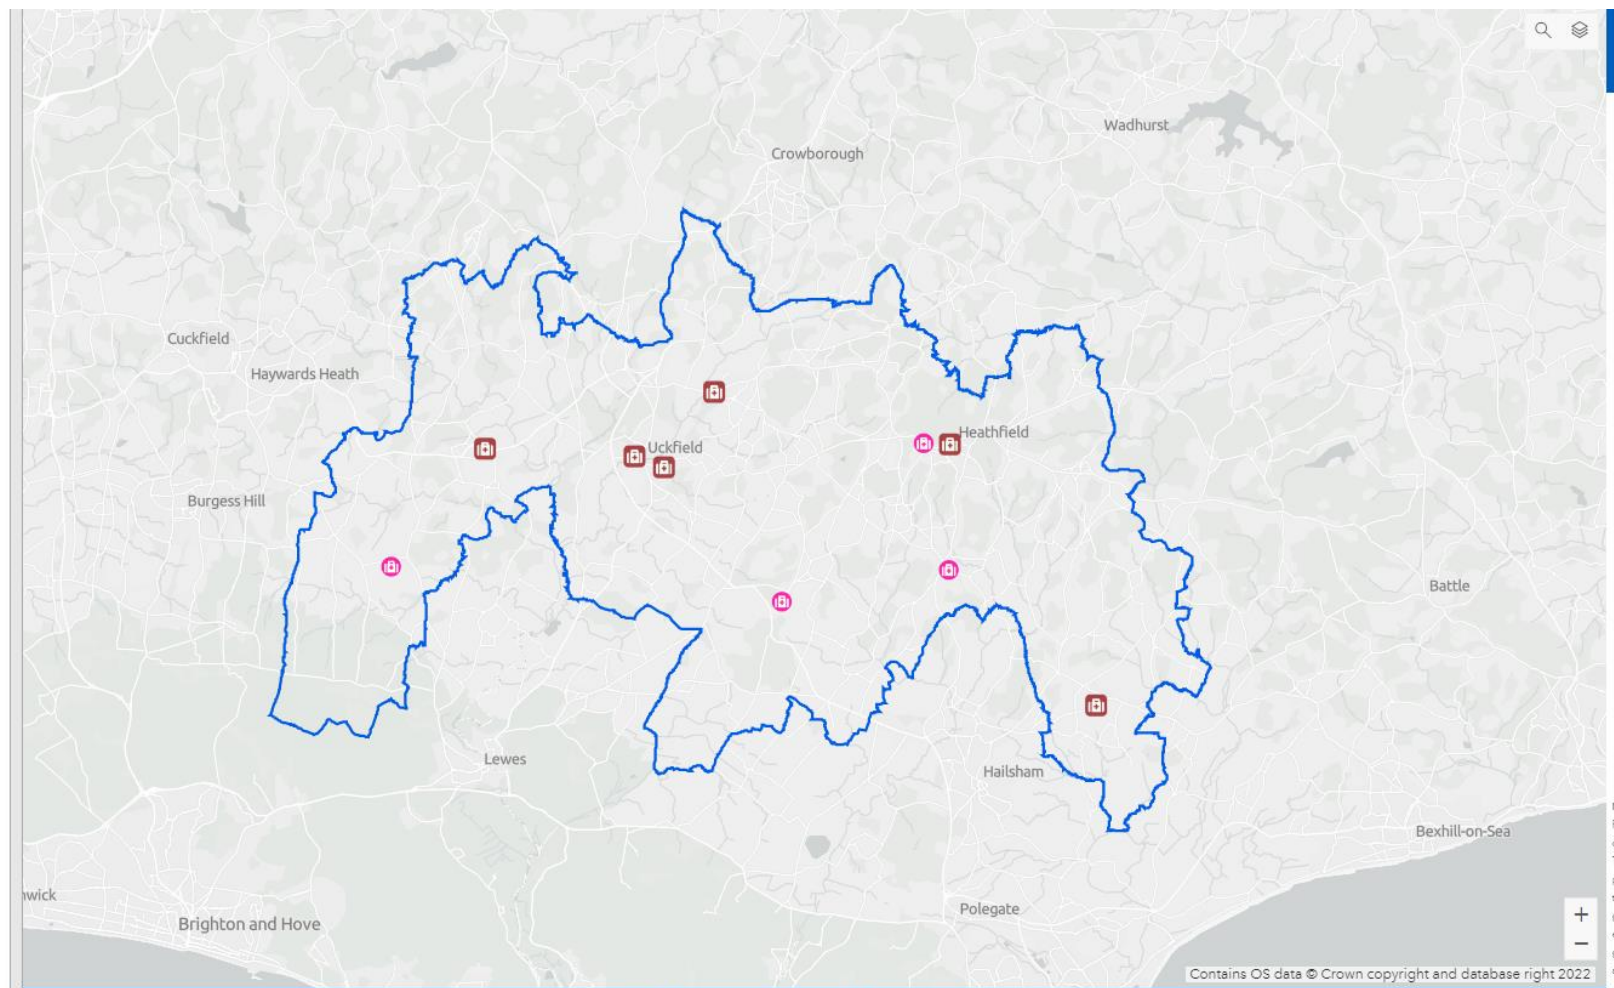 Wadhurst
Crowborough
Cuckfield
Haywards Heath
Heathfield
Uckfield
Burgess Hill
Battle
Lewes
Hailsham
Bexhill-on-Sea
wick
Polegate
Brighton and Hove
+
−
Contains OS data © Crown copyright and database right 2022